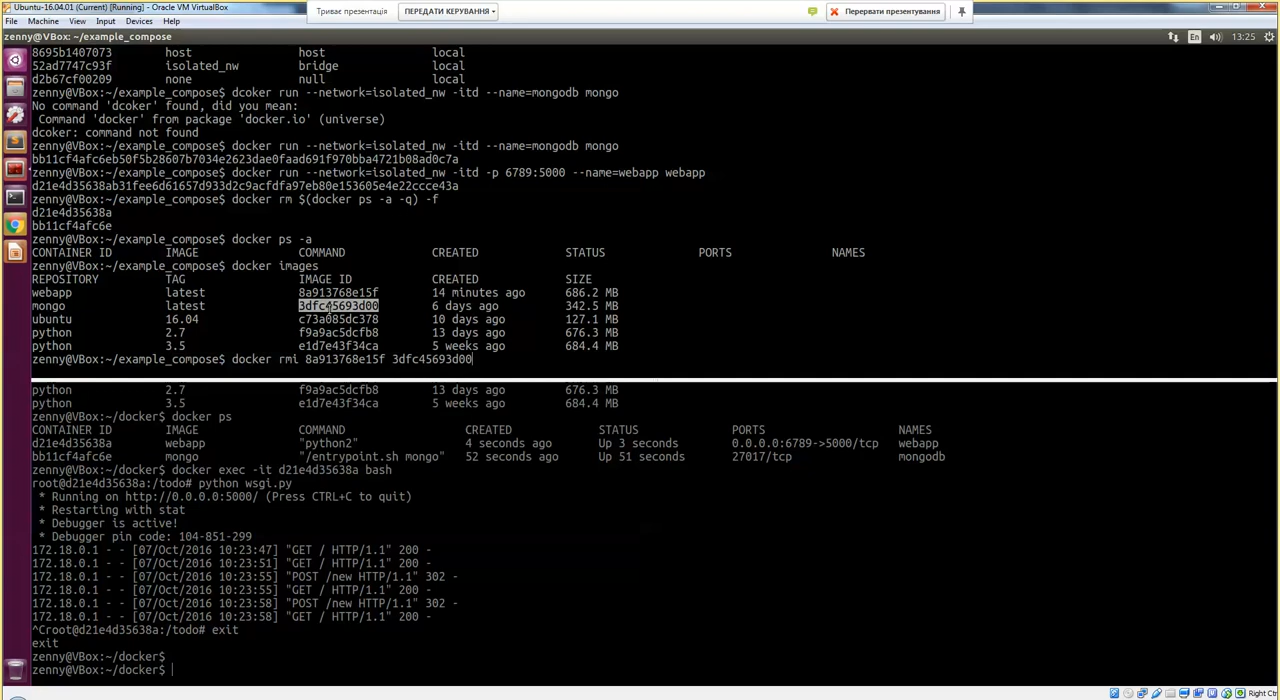 Ubuntu-16.04.01 (Current) [Running] - Oracle VM VirtualBox
Триває презентація
ПЕРЕДАТИ КЕРУВАННЯ
Перервати презентування
File Machine View Input Devices Help
zenny@VBox: ~/example_compose
En
13:25
8695b1407073 host host local
52ad7747c93f isolated_nw bridge local
d2b67cf00209 none null local
zenny@VBox:~/example_compose$ dcoker run --network=isolated_nw -itd --name=mongodb mongo
No command 'dcoker' found, did you mean:
Command 'docker' from package 'docker.io' (universe)
dcoker: command not found
zenny@VBox:~/example_compose$ docker run --network=isolated_nw -itd --name=mongodb mongo
bb11cf4afc6eb50f5b28607b7034e2623dae0faad691f970bba4721b08ad0c7a
zenny@VBox:~/example_compose$ docker run --network=isolated_nw -itd -p 6789:5000 --name=webapp webapp
d21e4d35638ab31fee6d61657d933d2c9acfdfa97eb80e153605e4e22ccce43a
zenny@VBox:~/example_compose$ docker rm $(docker ps -a -q) -f
d21e4d35638a
bb11cf4afc6e
zenny@VBox:~/example_compose$ docker ps -a
CONTAINER ID IMAGE COMMAND CREATED STATUS PORTS NAMES
zenny@VBox:~/example_compose$ docker images
REPOSITORY TAG IMAGE ID CREATED SIZE
webapp latest 8a913768e15f 14 minutes ago 686.2 MB
mongo latest 3dfc45693d00 6 days ago 342.5 MB
ubuntu 16.04 c73a085dc378 10 days ago 127.1 MB
python 2.7 f9a9ac5dcfb8 13 days ago 676.3 MB
python 3.5 e1d7e43f34ca 5 weeks ago 684.4 MB
zenny@VBox:~/example_compose$ docker rmi 8a913768e15f 3dfc45693d00
python 2.7 f9a9ac5dcfb8 13 days ago 676.3 MB
python 3.5 e1d7e43f34ca 5 weeks ago 684.4 MB
zenny@VBox:~/docker$ docker ps
CONTAINER ID IMAGE COMMAND CREATED STATUS PORTS NAMES
d21e4d35638a webapp "python2" 4 seconds ago Up 3 seconds 0.0.0.0:6789->5000/tcp webapp
bb11cf4afc6e mongo "/entrypoint.sh mongo" 52 seconds ago Up 51 seconds 27017/tcp mongodb
zenny@VBox:~/docker$ docker exec -it d21e4d35638a bash
root@d21e4d35638a:/todo# python wsgi.py
* Running on http://0.0.0.0:5000/ (Press CTRL+C to quit)
* Restarting with stat
* Debugger is active!
* Debugger pin code: 104-851-299
172.18.0.1 - - [07/Oct/2016 10:23:47] "GET / HTTP/1.1" 200 -
172.18.0.1 - - [07/Oct/2016 10:23:51] "GET / HTTP/1.1" 200 -
172.18.0.1 - - [07/Oct/2016 10:23:55] "POST /new HTTP/1.1" 302 -
172.18.0.1 - - [07/Oct/2016 10:23:55] "GET / HTTP/1.1" 200 -
172.18.0.1 - - [07/Oct/2016 10:23:58] "POST /new HTTP/1.1" 302 -
172.18.0.1 - - [07/Oct/2016 10:23:58] "GET / HTTP/1.1" 200 -
^Croot@d21e4d35638a:/todo# exit
exit
zenny@VBox:~/docker$
zenny@VBox:~/docker$
Right Ctr